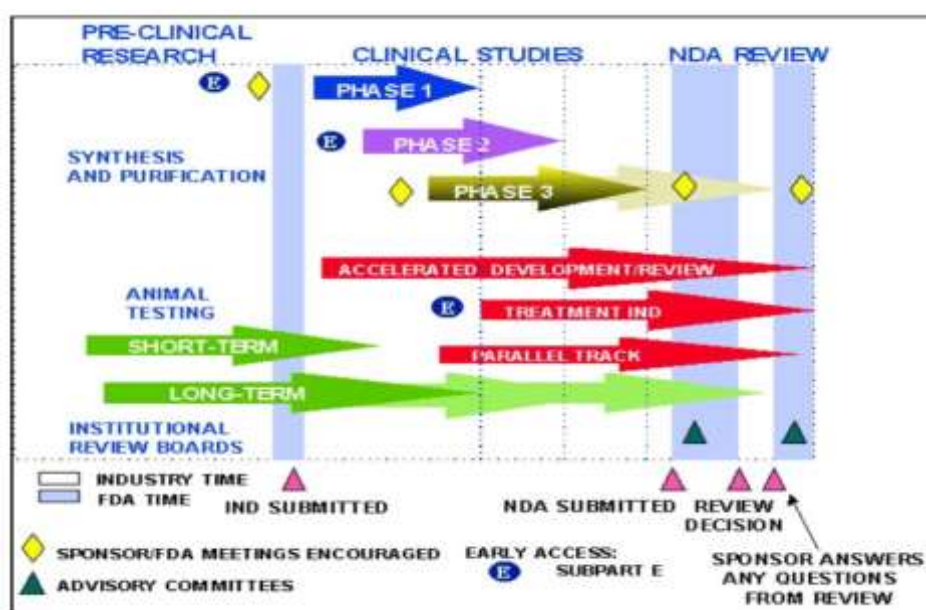 PRE-CLINICAL
RESEARCH
CLINICAL STUDIES
NDA REVIEW
E
PHASE 1
E
PHASE 2
SYNTHESIS
AND PURIFICATION
PHASE 3
ACCELERATED DEVELOPMENT/REVIEW
ANIMAL
TESTING
E
TREATMENT IND
SHORT-TERM
PARALLEL TRACK
LONG-TERM
INSTITUTIONAL
REVIEW BOARDS
INDUSTRY TIME
FDA TIME
IND SUBMITTED
NDA SUBMITTED
REVIEW
DECISION
SPONSOR/FDA MEETINGS ENCOURAGED
ADVISORY COMMITTEES
EARLY ACCESS:
E SUBPART E
SPONSOR ANSWERS
ANY QUESTIONS
FROM REVIEW